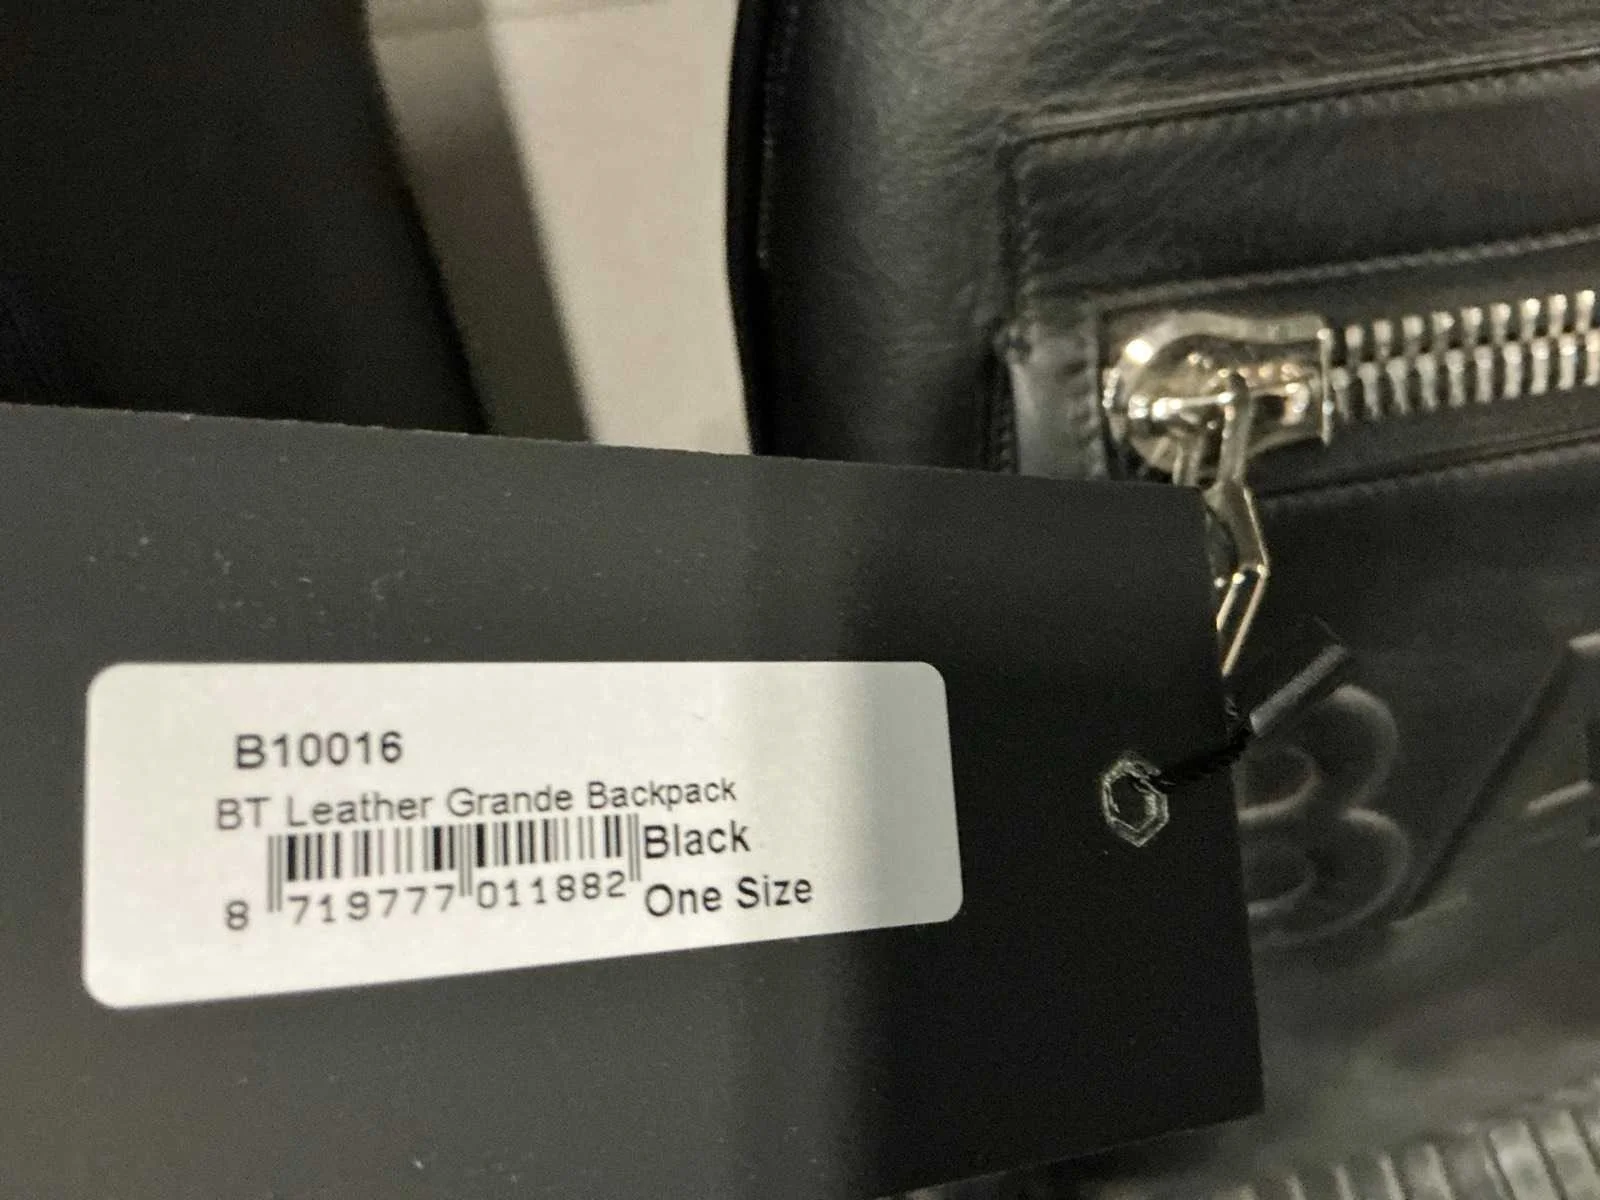 B10016
BT Leather Grande Backpack
Black
8 719777 011882
One Size
B